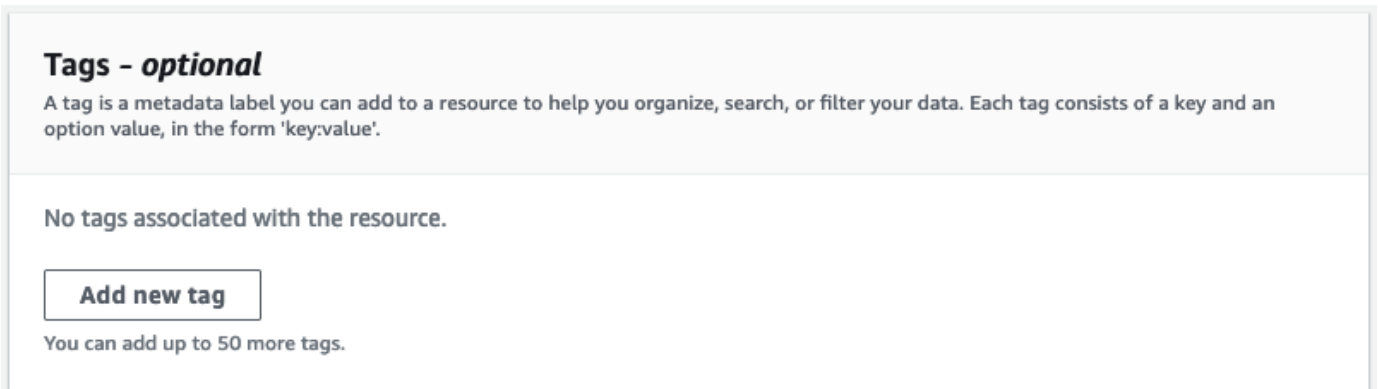 Tags - optional
A tag is a metadata label you can add to a resource to help you organize, search, or filter your data. Each tag consists of a key and an
option value, in the form 'key:value'.
No tags associated with the resource.
Add new tag
You can add up to 50 more tags.